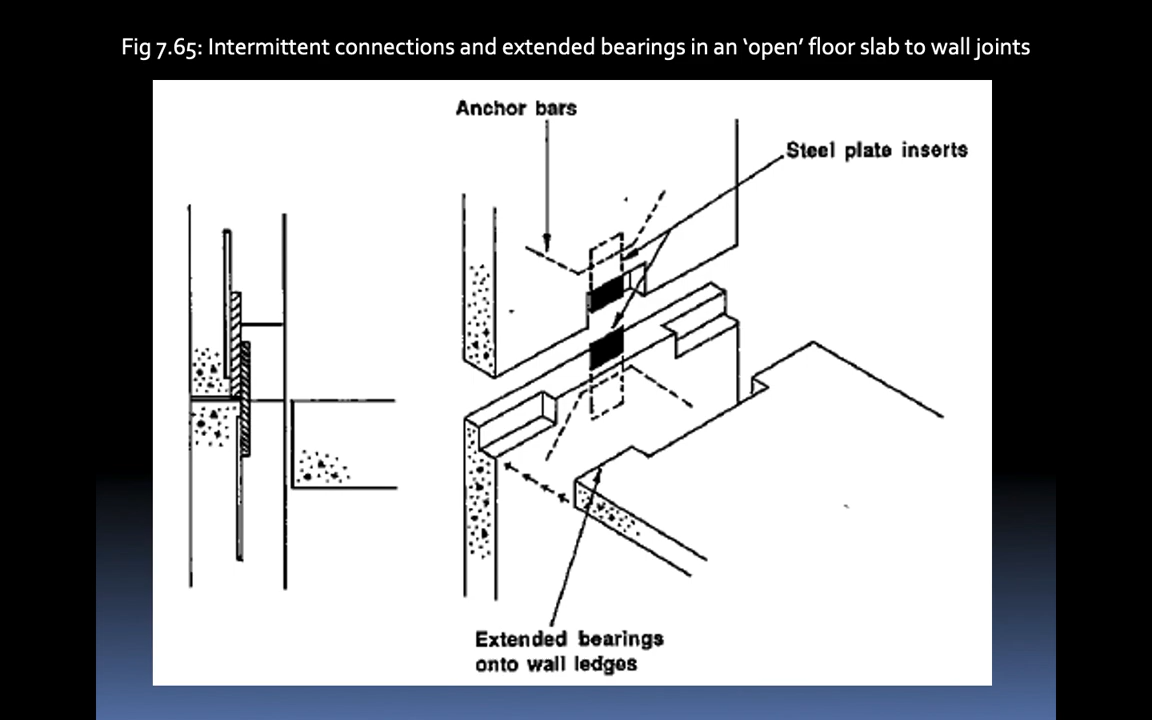 Fig 7.65: Intermittent connections and extended bearings in an ‘open’ floor slab to wall joints
Anchor bars
Steel plate inserts
Extended bearings
onto wall ledges